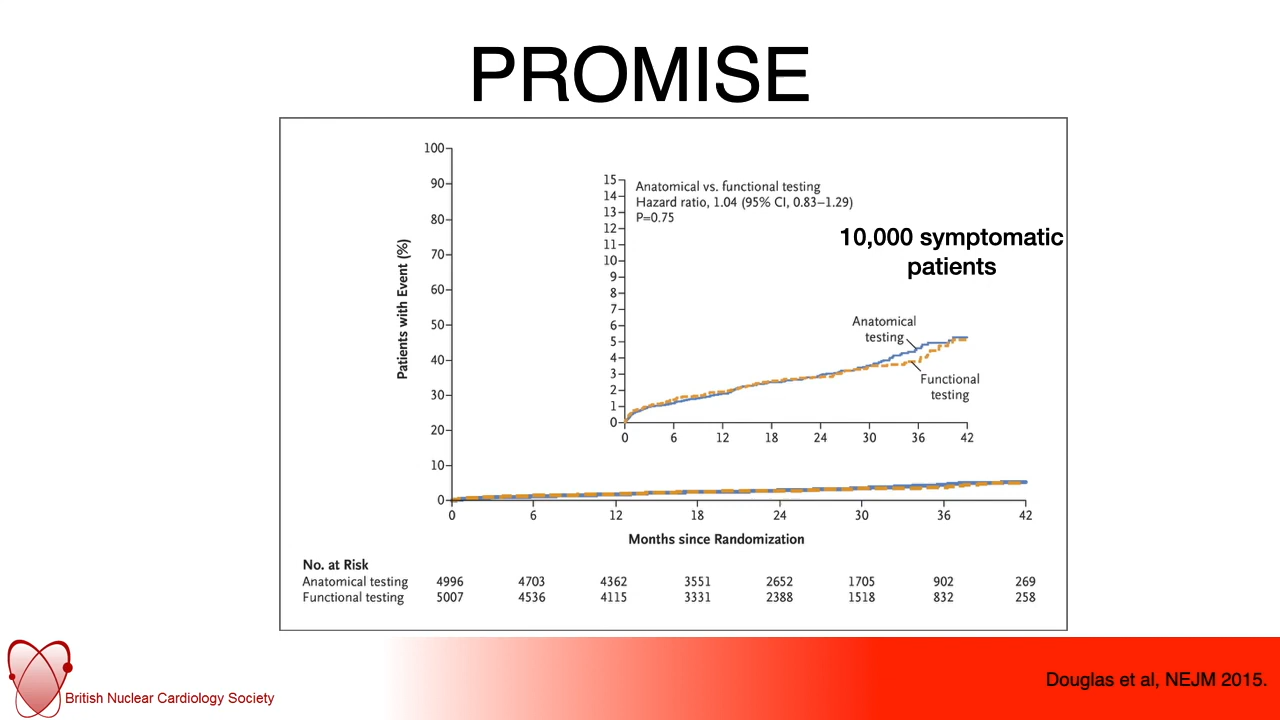 PROMISE
100
90
80
70
60
50
40
30
20
10
0
Patients with Event (%)
15
14
13
12
11
10
9
8
7
6
5
4
3
2
1
0
Anatomical vs. functional testing
Hazard ratio, 1.04 (95% CI, 0.83–1.29)
P=0.75
10,000 symptomatic
patients
Anatomical
testing
Functional
testing
0 6 12 18 24 30 36 42
0 6 12 18 24 30 36 42
Months since Randomization
No. at Risk
Anatomical testing 4996 4703 4362 3551 2652 1705 902 269
Functional testing 5007 4536 4115 3331 2388 1518 832 258
British Nuclear Cardiology Society
Douglas et al, NEJM 2015.